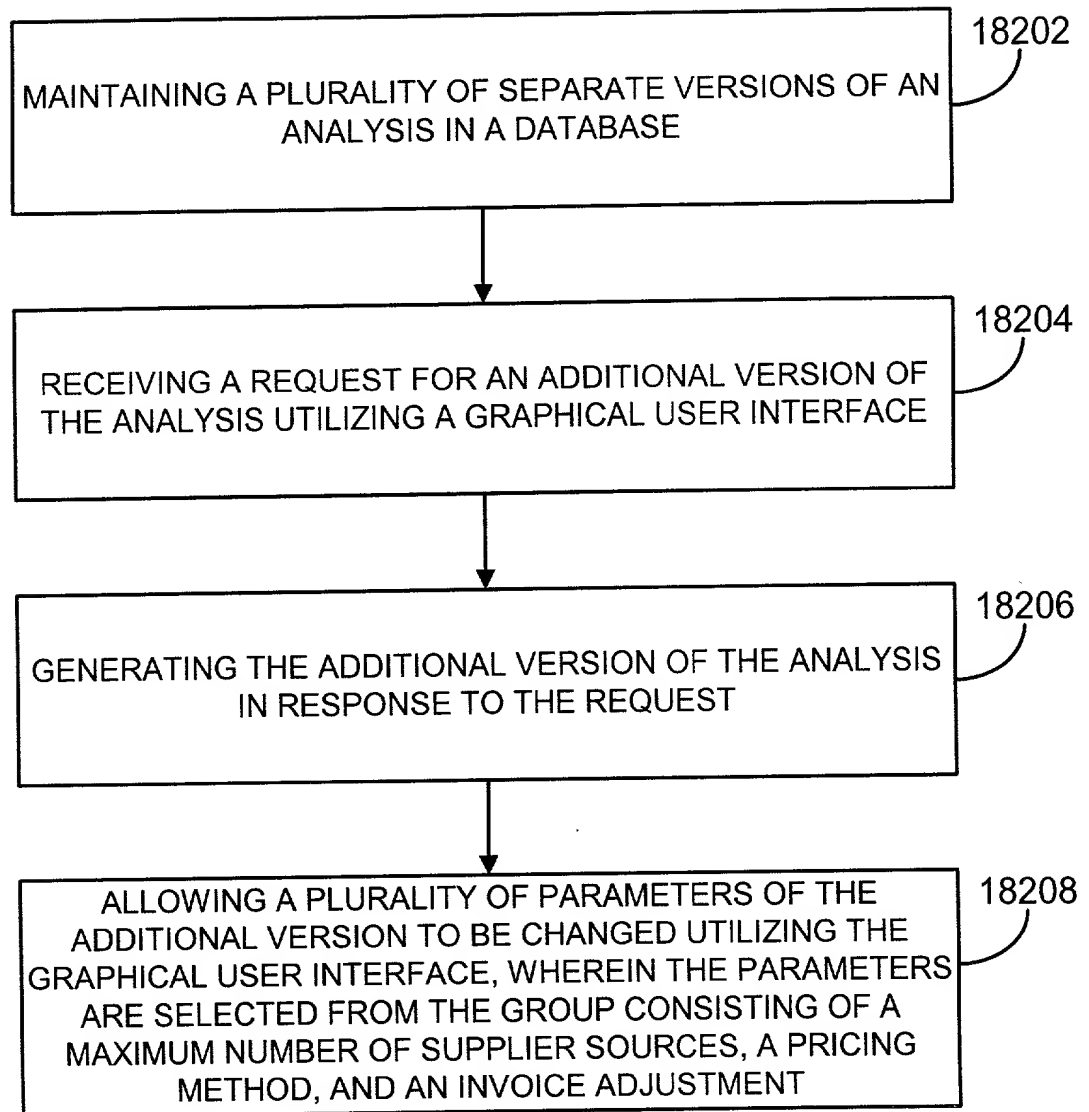 18202
MAINTAINING A PLURALITY OF SEPARATE VERSIONS OF AN
ANALYSIS IN A DATABASE
18204
RECEIVING A REQUEST FOR AN ADDITIONAL VERSION OF
THE ANALYSIS UTILIZING A GRAPHICAL USER INTERFACE
18206
GENERATING THE ADDITIONAL VERSION OF THE ANALYSIS
IN RESPONSE TO THE REQUEST
18208
ALLOWING A PLURALITY OF PARAMETERS OF THE
ADDITIONAL VERSION TO BE CHANGED UTILIZING THE
GRAPHICAL USER INTERFACE, WHEREIN THE PARAMETERS
ARE SELECTED FROM THE GROUP CONSISTING OF A
MAXIMUM NUMBER OF SUPPLIER SOURCES, A PRICING
METHOD, AND AN INVOICE ADJUSTMENT